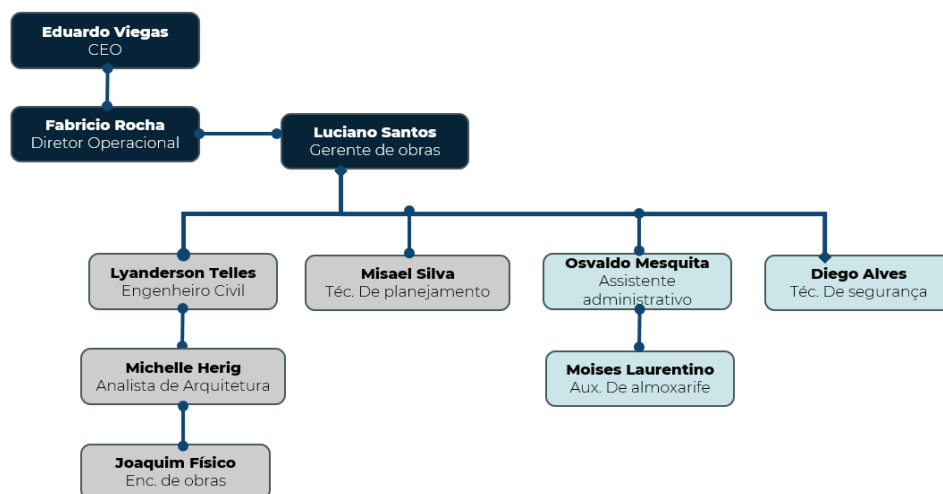 Eduardo Viegas
CEO
Fabricio Rocha
Diretor Operacional
Luciano Santos
Gerente de obras
Lyanderson Telles
Engenheiro Civil
Misael Silva
Téc. De planejamento
Osvaldo Mesquita
Assistente
administrativo
Diego Alves
Téc. De segurança
Michelle Herig
Analista de Arquitetura
Moises Laurentino
Aux. De almoxarife
Joaquim Físico
Enc. de obras